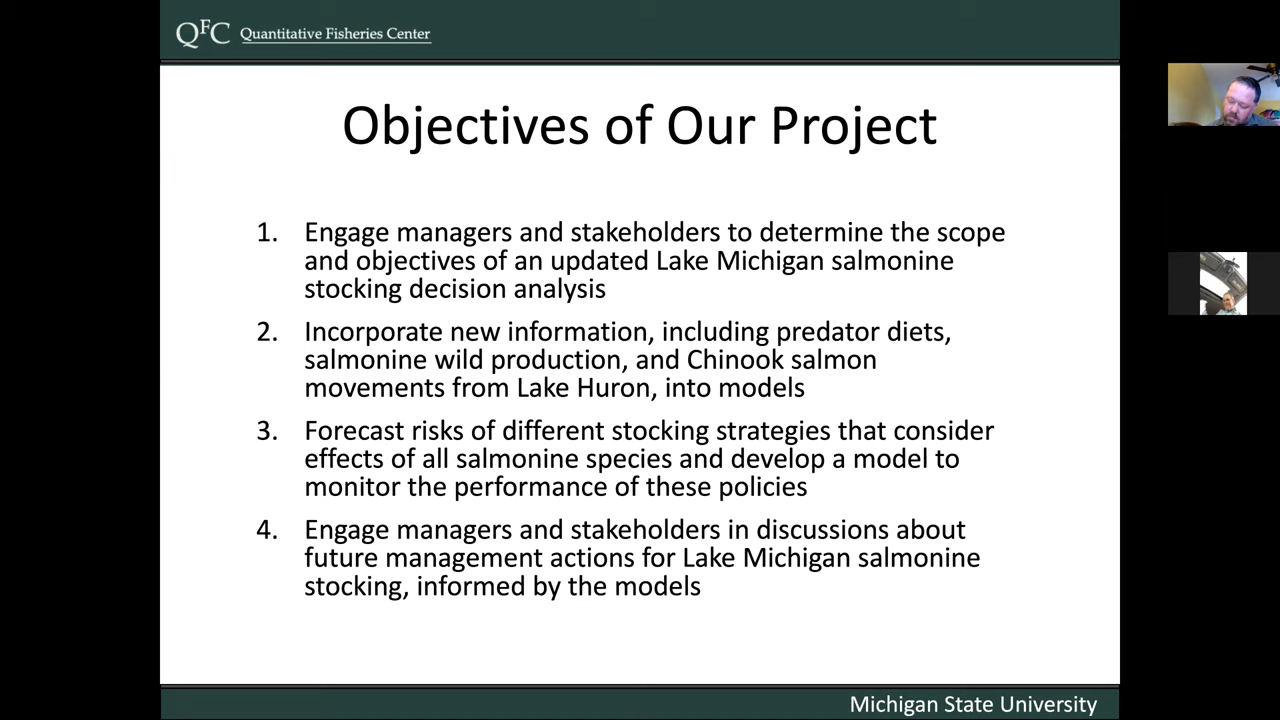 QFC Quantitative Fisheries Center
Objectives of Our Project
1. Engage managers and stakeholders to determine the scope
and objectives of an updated Lake Michigan salmonine
stocking decision analysis
2. Incorporate new information, including predator diets,
salmonine wild production, and Chinook salmon
movements from Lake Huron, into models
3. Forecast risks of different stocking strategies that consider
effects of all salmonine species and develop a model to
monitor the performance of these policies
4. Engage managers and stakeholders in discussions about
future management actions for Lake Michigan salmonine
stocking, informed by the models
Michigan State University